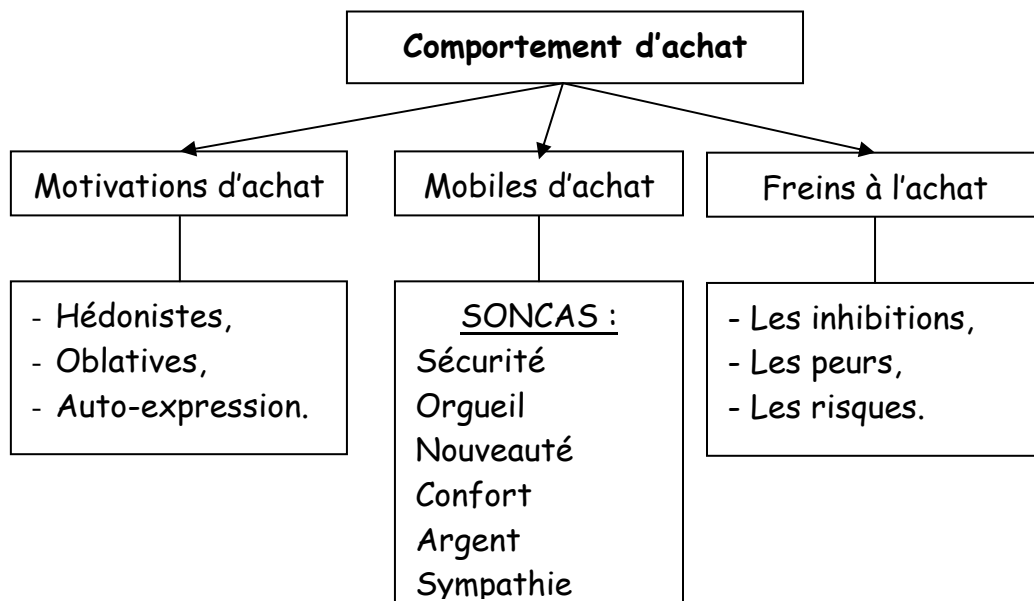 Comportement d'achat
Motivations d'achat
Mobiles d'achat
Freins à l'achat
- Hédonistes,
- Oblatives,
- Auto-expression.
SONCAS :
Sécurité
Orgueil
Nouveauté
Confort
Argent
Sympathie
- Les inhibitions,
- Les peurs,
- Les risques.